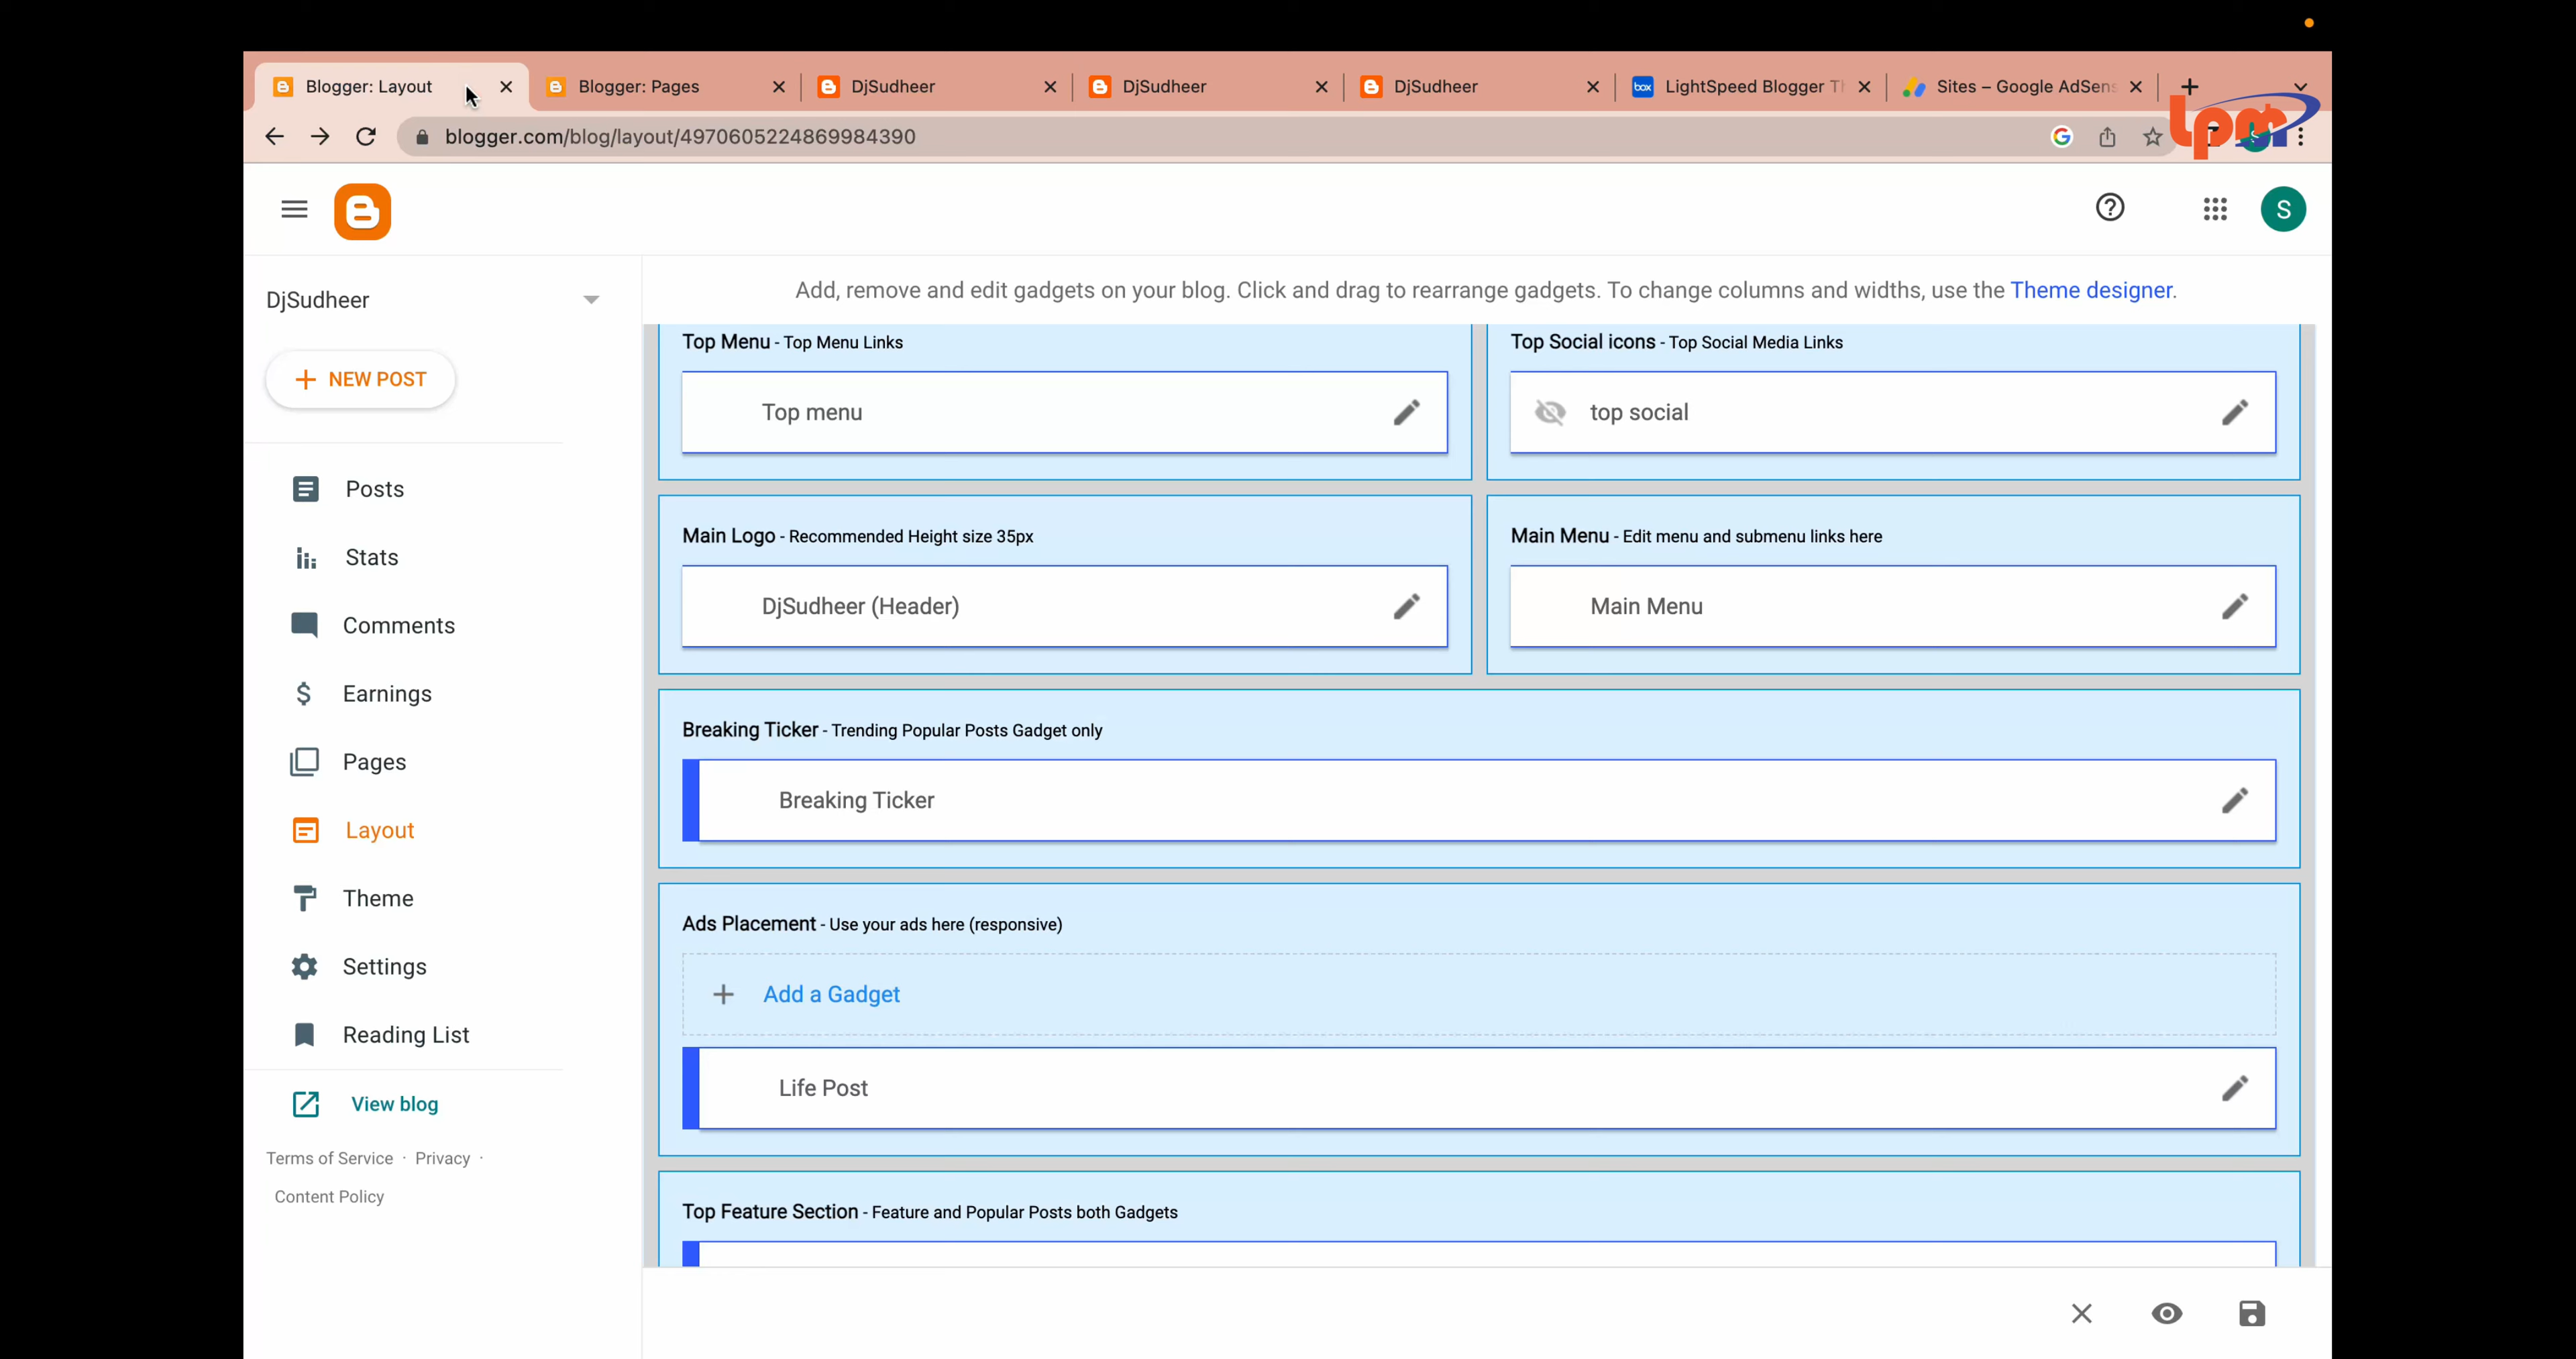 Blogger: Layout
Blogger: Pages
DjSudheer
DjSudheer
DjSudheer
box
LightSpeed Blogger Th
Sites – Google AdSens
blogger.com/blog/layout/4970605224869984390
lpm
S
DjSudheer
NEW POST
Posts
Stats
Comments
Earnings
Pages
Layout
Theme
Settings
Reading List
View blog
Terms of Service · Privacy ·
Content Policy
Add, remove and edit gadgets on your blog. Click and drag to rearrange gadgets. To change columns and widths, use the Theme designer.
Top Menu - Top Menu Links
Top menu
Top Social icons - Top Social Media Links
top social
Main Logo - Recommended Height size 35px
DjSudheer (Header)
Main Menu - Edit menu and submenu links here
Main Menu
Breaking Ticker - Trending Popular Posts Gadget only
Breaking Ticker
Ads Placement - Use your ads here (responsive)
Add a Gadget
Life Post
Top Feature Section - Feature and Popular Posts both Gadgets